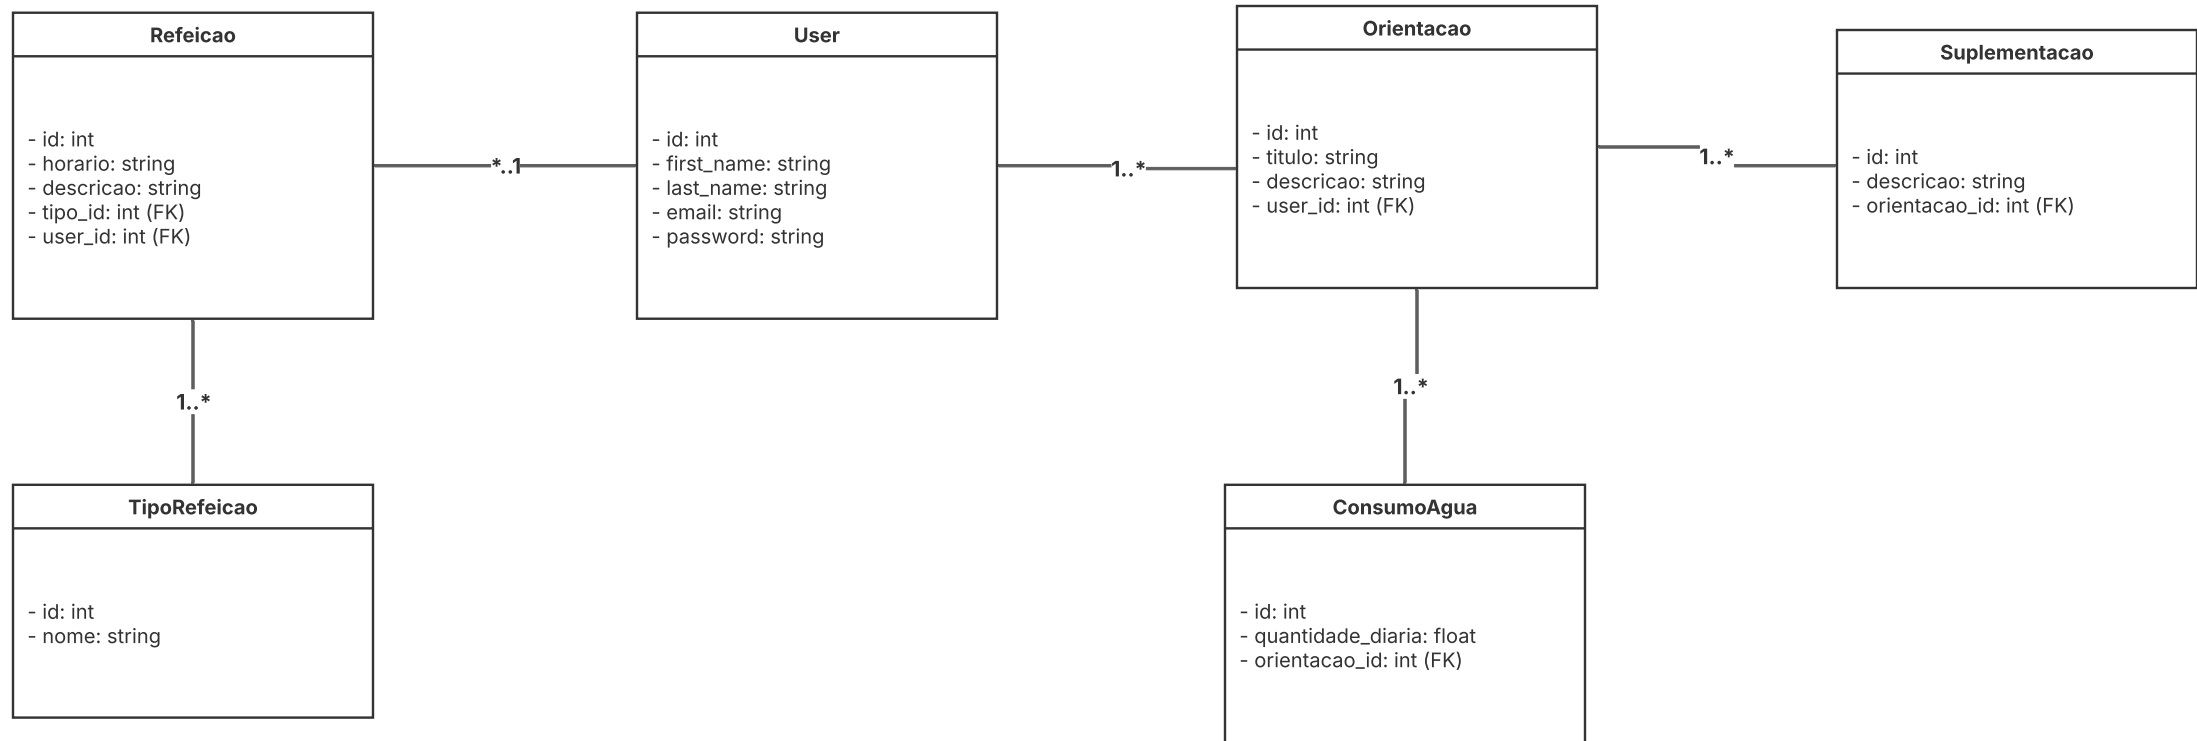 Refeicao
- id: int
- horario: string
- descricao: string
- tipo_id: int (FK)
- user_id: int (FK)
*..1
User
- id: int
- first_name: string
- last_name: string
- email: string
- password: string
1..*
Orientacao
- id: int
- titulo: string
- descricao: string
- user_id: int (FK)
1..*
Suplementacao
- id: int
- descricao: string
- orientacao_id: int (FK)
1..*
TipoRefeicao
- id: int
- nome: string
1..*
ConsumoAgua
- id: int
- quantidade_diaria: float
- orientacao_id: int (FK)